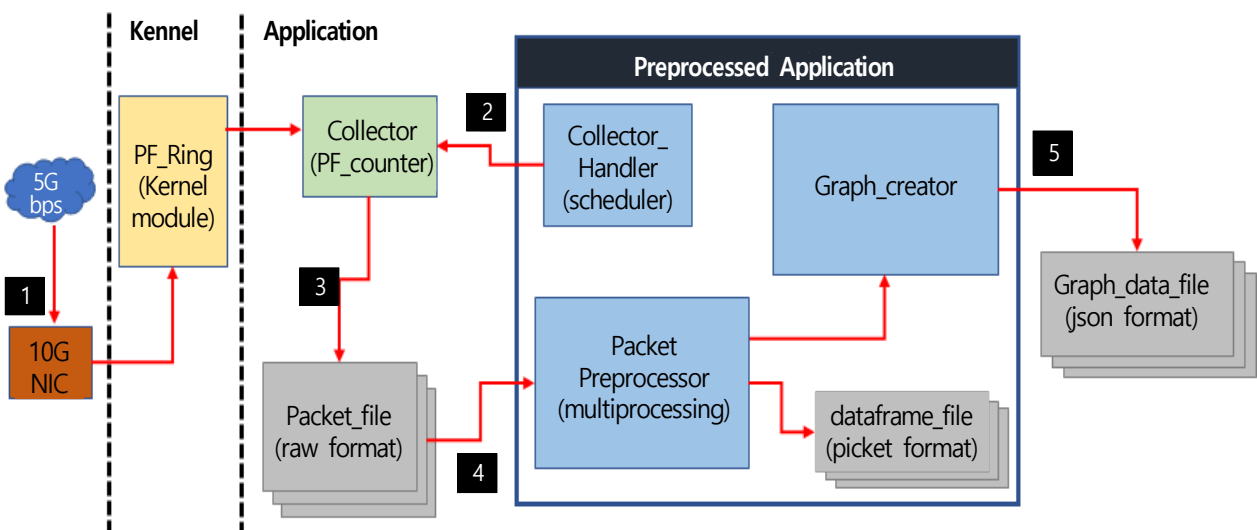 Kernel
Application
Preprocessed Application
PF_Ring
(Kernel
module)
Collector
(PF_counter)
2
Collector_
Handler
(scheduler)
Graph_creator
5
5G
bps
1
10G
NIC
3
Packet_file
(raw format)
4
Packet
Preprocessor
(multiprocessing)
dataframe_file
(picket format)
Graph_data_file
(json format)